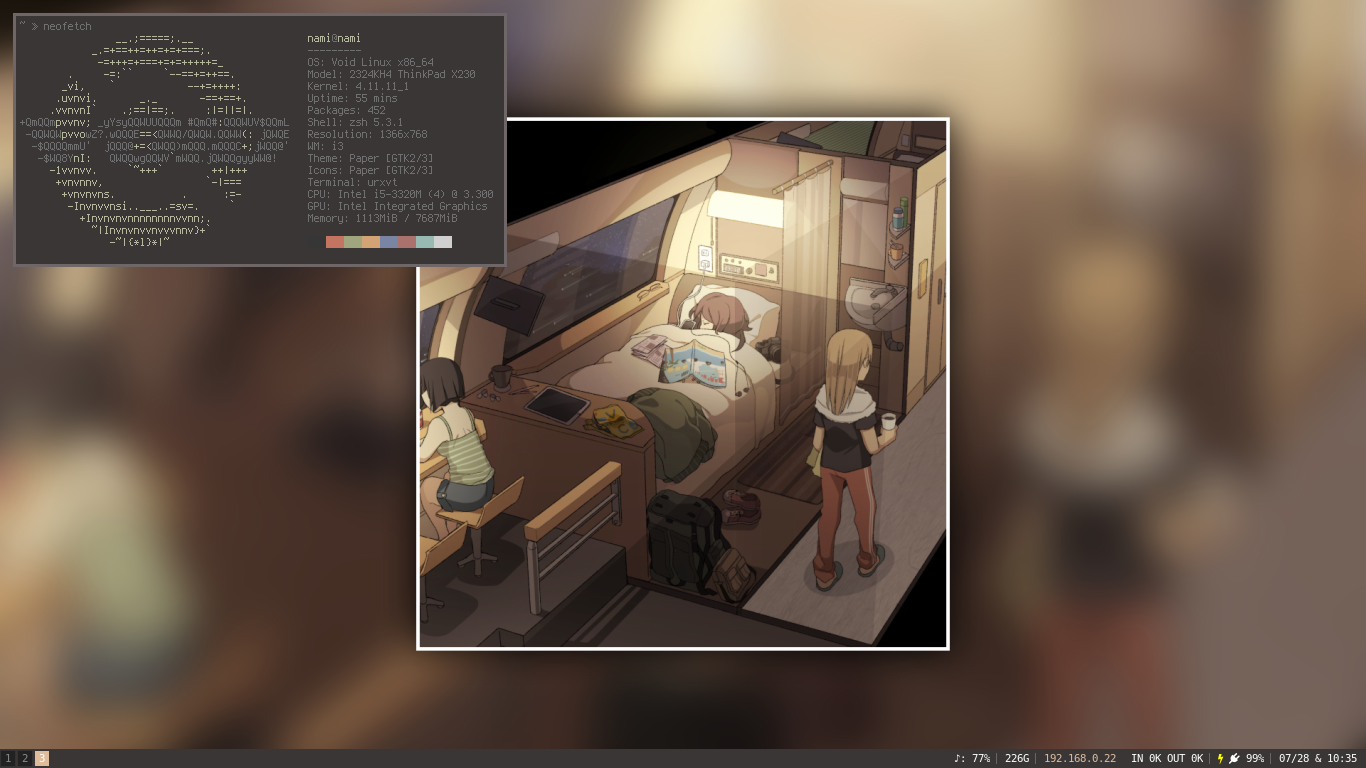 ~ > neofetch
nami@nami
---------
OS: Void Linux x86_64
Model: 2324KH4 ThinkPad X230
Kernel: 4.11.11_1
Uptime: 55 mins
Packages: 452
Shell: zsh 5.3.1
Resolution: 1366x768
WM: i3
Theme: Paper [GTK2/3]
Icons: Paper [GTK2/3]
Terminal: urxvt
CPU: Intel i5-3320M (4) @ 3.300
GPU: Intel Integrated Graphics
Memory: 1113MiB / 7687MiB
1 2 3
♪: 77% | 226G | 192.168.0.22 IN 0K OUT 0K | 99% | 07/28 & 10:35